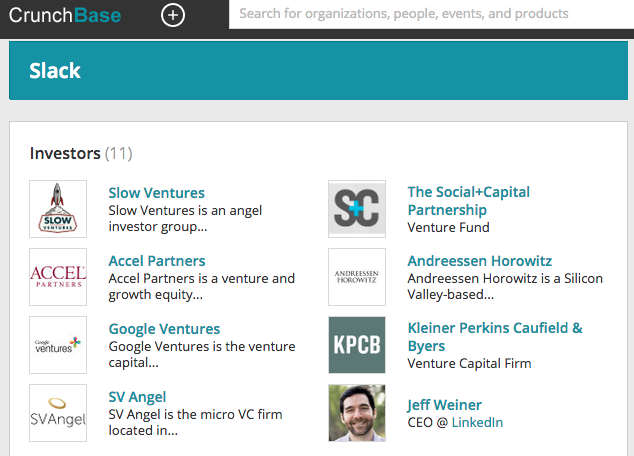 CrunchBase
Search for organizations, people, events, and products
Slack
Investors (11)
SLOW
VENTURES
Slow Ventures
Slow Ventures is an angel
investor group...
S+C
The Social+Capital
Partnership
Venture Fund
ACCEL
PARTNERS
Accel Partners
Accel Partners is a venture and
growth equity...
ANDREESSEN
HOROWITZ
Andreessen Horowitz
Andreessen Horowitz is a Silicon
Valley-based...
Google
ventures
Google Ventures
Google Ventures is the venture
capital...
KPCB
Kleiner Perkins Caufield &
Byers
Venture Capital Firm
SVAngel
SV Angel
SV Angel is the micro VC firm
located in...
Jeff Weiner
CEO @ LinkedIn